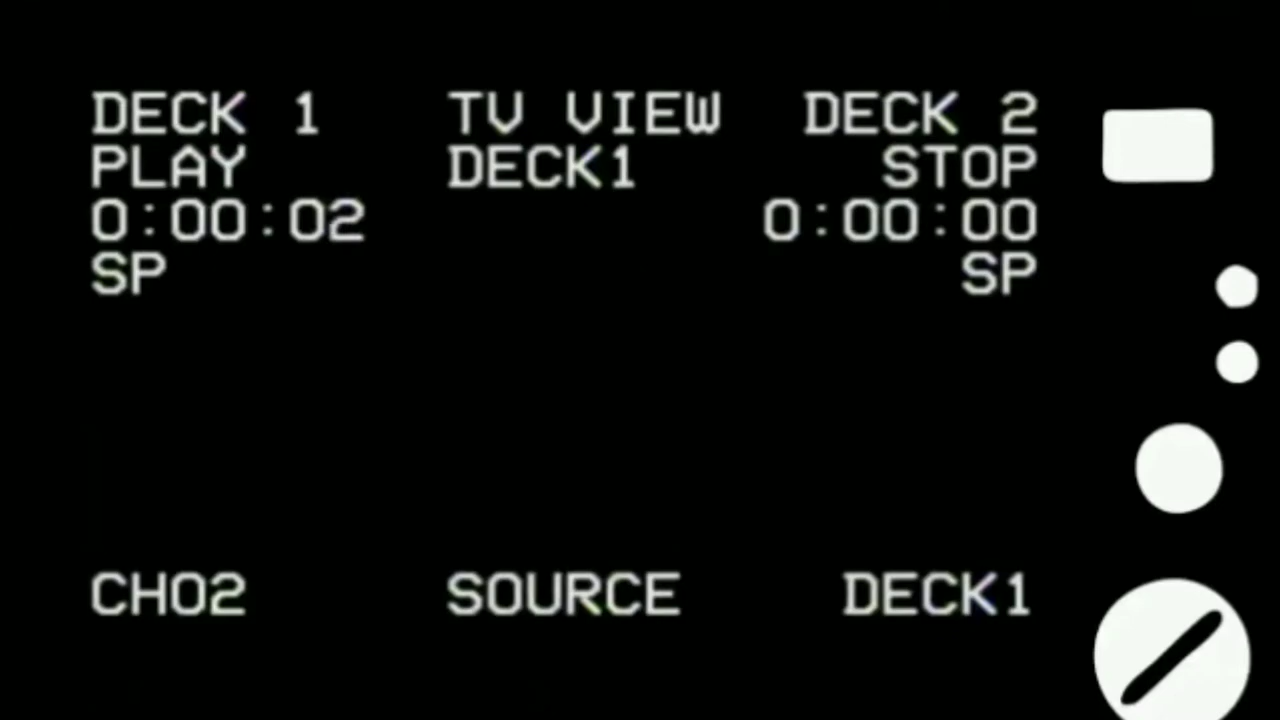 DECK 1 TV VIEW DECK 2
PLAY DECK1 STOP
0:00:02 0:00:00
SP SP
CH02 SOURCE DECK1